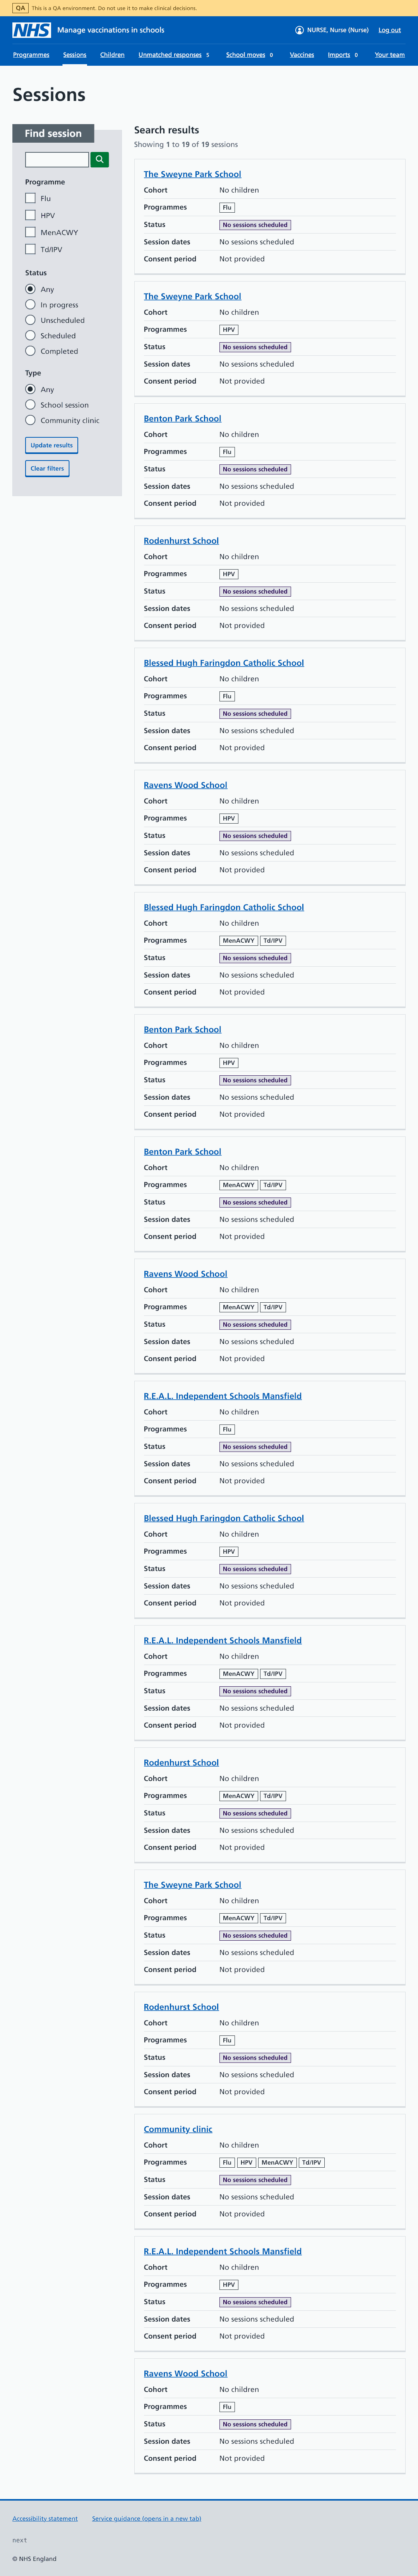 QA This is a QA environment. Do not use it to make clinical decisions.
NHS Manage vaccinations in schools NURSE, Nurse (Nurse) Log out
Programmes Sessions Children Unmatched responses 5 School moves 0 Vaccines Imports 0 Your team
Sessions
Find session
Programme
Flu
HPV
MenACWY
Td/IPV
Status
Any
In progress
Unscheduled
Scheduled
Completed
Type
Any
School session
Community clinic
Update results
Clear filters
Search results
Showing 1 to 19 of 19 sessions
The Sweyne Park School
Cohort No children
Programmes Flu
Status No sessions scheduled
Session dates No sessions scheduled
Consent period Not provided
The Sweyne Park School
Cohort No children
Programmes HPV
Status No sessions scheduled
Session dates No sessions scheduled
Consent period Not provided
Benton Park School
Cohort No children
Programmes Flu
Status No sessions scheduled
Session dates No sessions scheduled
Consent period Not provided
Rodenhurst School
Cohort No children
Programmes HPV
Status No sessions scheduled
Session dates No sessions scheduled
Consent period Not provided
Blessed Hugh Faringdon Catholic School
Cohort No children
Programmes Flu
Status No sessions scheduled
Session dates No sessions scheduled
Consent period Not provided
Ravens Wood School
Cohort No children
Programmes HPV
Status No sessions scheduled
Session dates No sessions scheduled
Consent period Not provided
Blessed Hugh Faringdon Catholic School
Cohort No children
Programmes MenACWY Td/IPV
Status No sessions scheduled
Session dates No sessions scheduled
Consent period Not provided
Benton Park School
Cohort No children
Programmes HPV
Status No sessions scheduled
Session dates No sessions scheduled
Consent period Not provided
Benton Park School
Cohort No children
Programmes MenACWY Td/IPV
Status No sessions scheduled
Session dates No sessions scheduled
Consent period Not provided
Ravens Wood School
Cohort No children
Programmes MenACWY Td/IPV
Status No sessions scheduled
Session dates No sessions scheduled
Consent period Not provided
R.E.A.L. Independent Schools Mansfield
Cohort No children
Programmes Flu
Status No sessions scheduled
Session dates No sessions scheduled
Consent period Not provided
Blessed Hugh Faringdon Catholic School
Cohort No children
Programmes HPV
Status No sessions scheduled
Session dates No sessions scheduled
Consent period Not provided
R.E.A.L. Independent Schools Mansfield
Cohort No children
Programmes MenACWY Td/IPV
Status No sessions scheduled
Session dates No sessions scheduled
Consent period Not provided
Rodenhurst School
Cohort No children
Programmes MenACWY Td/IPV
Status No sessions scheduled
Session dates No sessions scheduled
Consent period Not provided
The Sweyne Park School
Cohort No children
Programmes MenACWY Td/IPV
Status No sessions scheduled
Session dates No sessions scheduled
Consent period Not provided
Rodenhurst School
Cohort No children
Programmes Flu
Status No sessions scheduled
Session dates No sessions scheduled
Consent period Not provided
Community clinic
Cohort No children
Programmes Flu HPV MenACWY Td/IPV
Status No sessions scheduled
Session dates No sessions scheduled
Consent period Not provided
R.E.A.L. Independent Schools Mansfield
Cohort No children
Programmes HPV
Status No sessions scheduled
Session dates No sessions scheduled
Consent period Not provided
Ravens Wood School
Cohort No children
Programmes Flu
Status No sessions scheduled
Session dates No sessions scheduled
Consent period Not provided
Accessibility statement Service guidance (opens in a new tab)
next
© NHS England